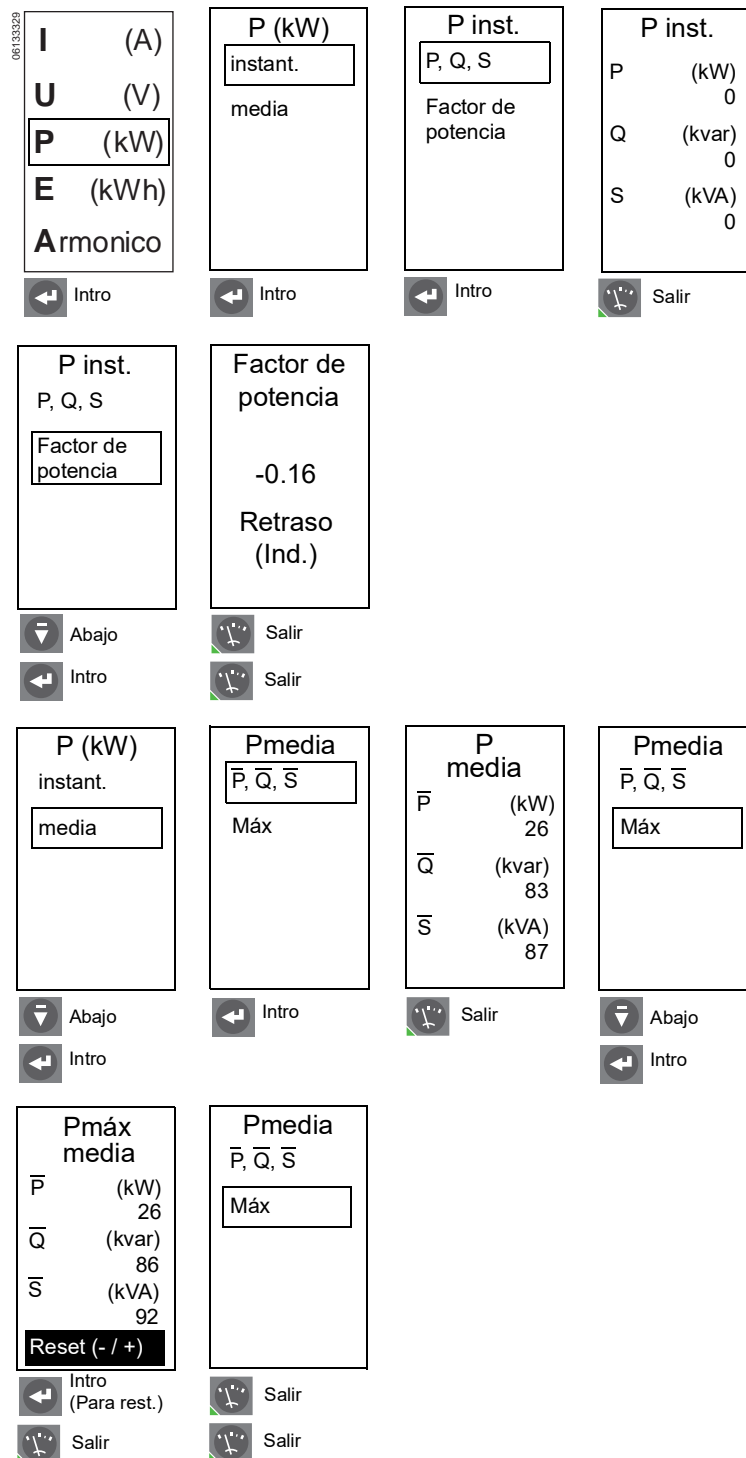 06133329
I (A)
U (V)
P (kW)
E (kWh)
Armonico
Intro
P (kW)
instant.
media
Intro
P inst.
P, Q, S
Factor de
potencia
Intro
P inst.
P (kW)
0
Q (kvar)
0
S (kVA)
0
Salir
P inst.
P, Q, S
Factor de
potencia
Abajo
Intro
Factor de
potencia
-0.16
Retraso
(Ind.)
Salir
Salir
P (kW)
instant.
media
Abajo
Intro
Pmedia
P̅, Q̅, S̅
Máx
Intro
P
media
P̅ (kW)
26
Q̅ (kvar)
83
S̅ (kVA)
87
Salir
Pmedia
P̅, Q̅, S̅
Máx
Abajo
Intro
Pmáx
media
P̅ (kW)
26
Q̅ (kvar)
86
S̅ (kVA)
92
Reset (- / +)
Intro
(Para rest.)
Salir
Pmedia
P̅, Q̅, S̅
Máx
Salir
Salir